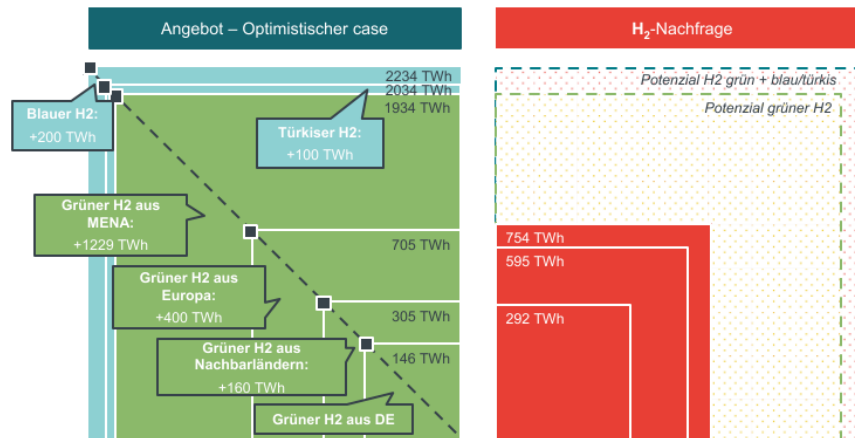 Angebot – Optimistischer case
H2-Nachfrage
2234 TWh
2034 TWh
1934 TWh
Blauer H2:
+200 TWh
Türkiser H2:
+100 TWh
Grüner H2 aus
MENA:
+1229 TWh
705 TWh
Grüner H2 aus
Europa:
+400 TWh
305 TWh
Grüner H2 aus
Nachbarländern:
+160 TWh
146 TWh
Grüner H2 aus DE
Potenzial H2 grün + blau/türkis
Potenzial grüner H2
754 TWh
595 TWh
292 TWh